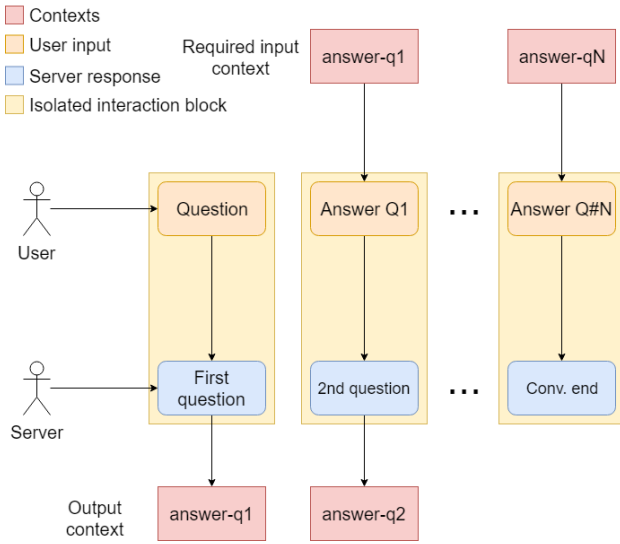 Contexts
User input
Server response
Isolated interaction block
Required input
context
answer-q1
answer-qN
User
Question
Answer Q1
...
Answer Q#N
Server
First
question
2nd question
...
Conv. end
Output
context
answer-q1
answer-q2